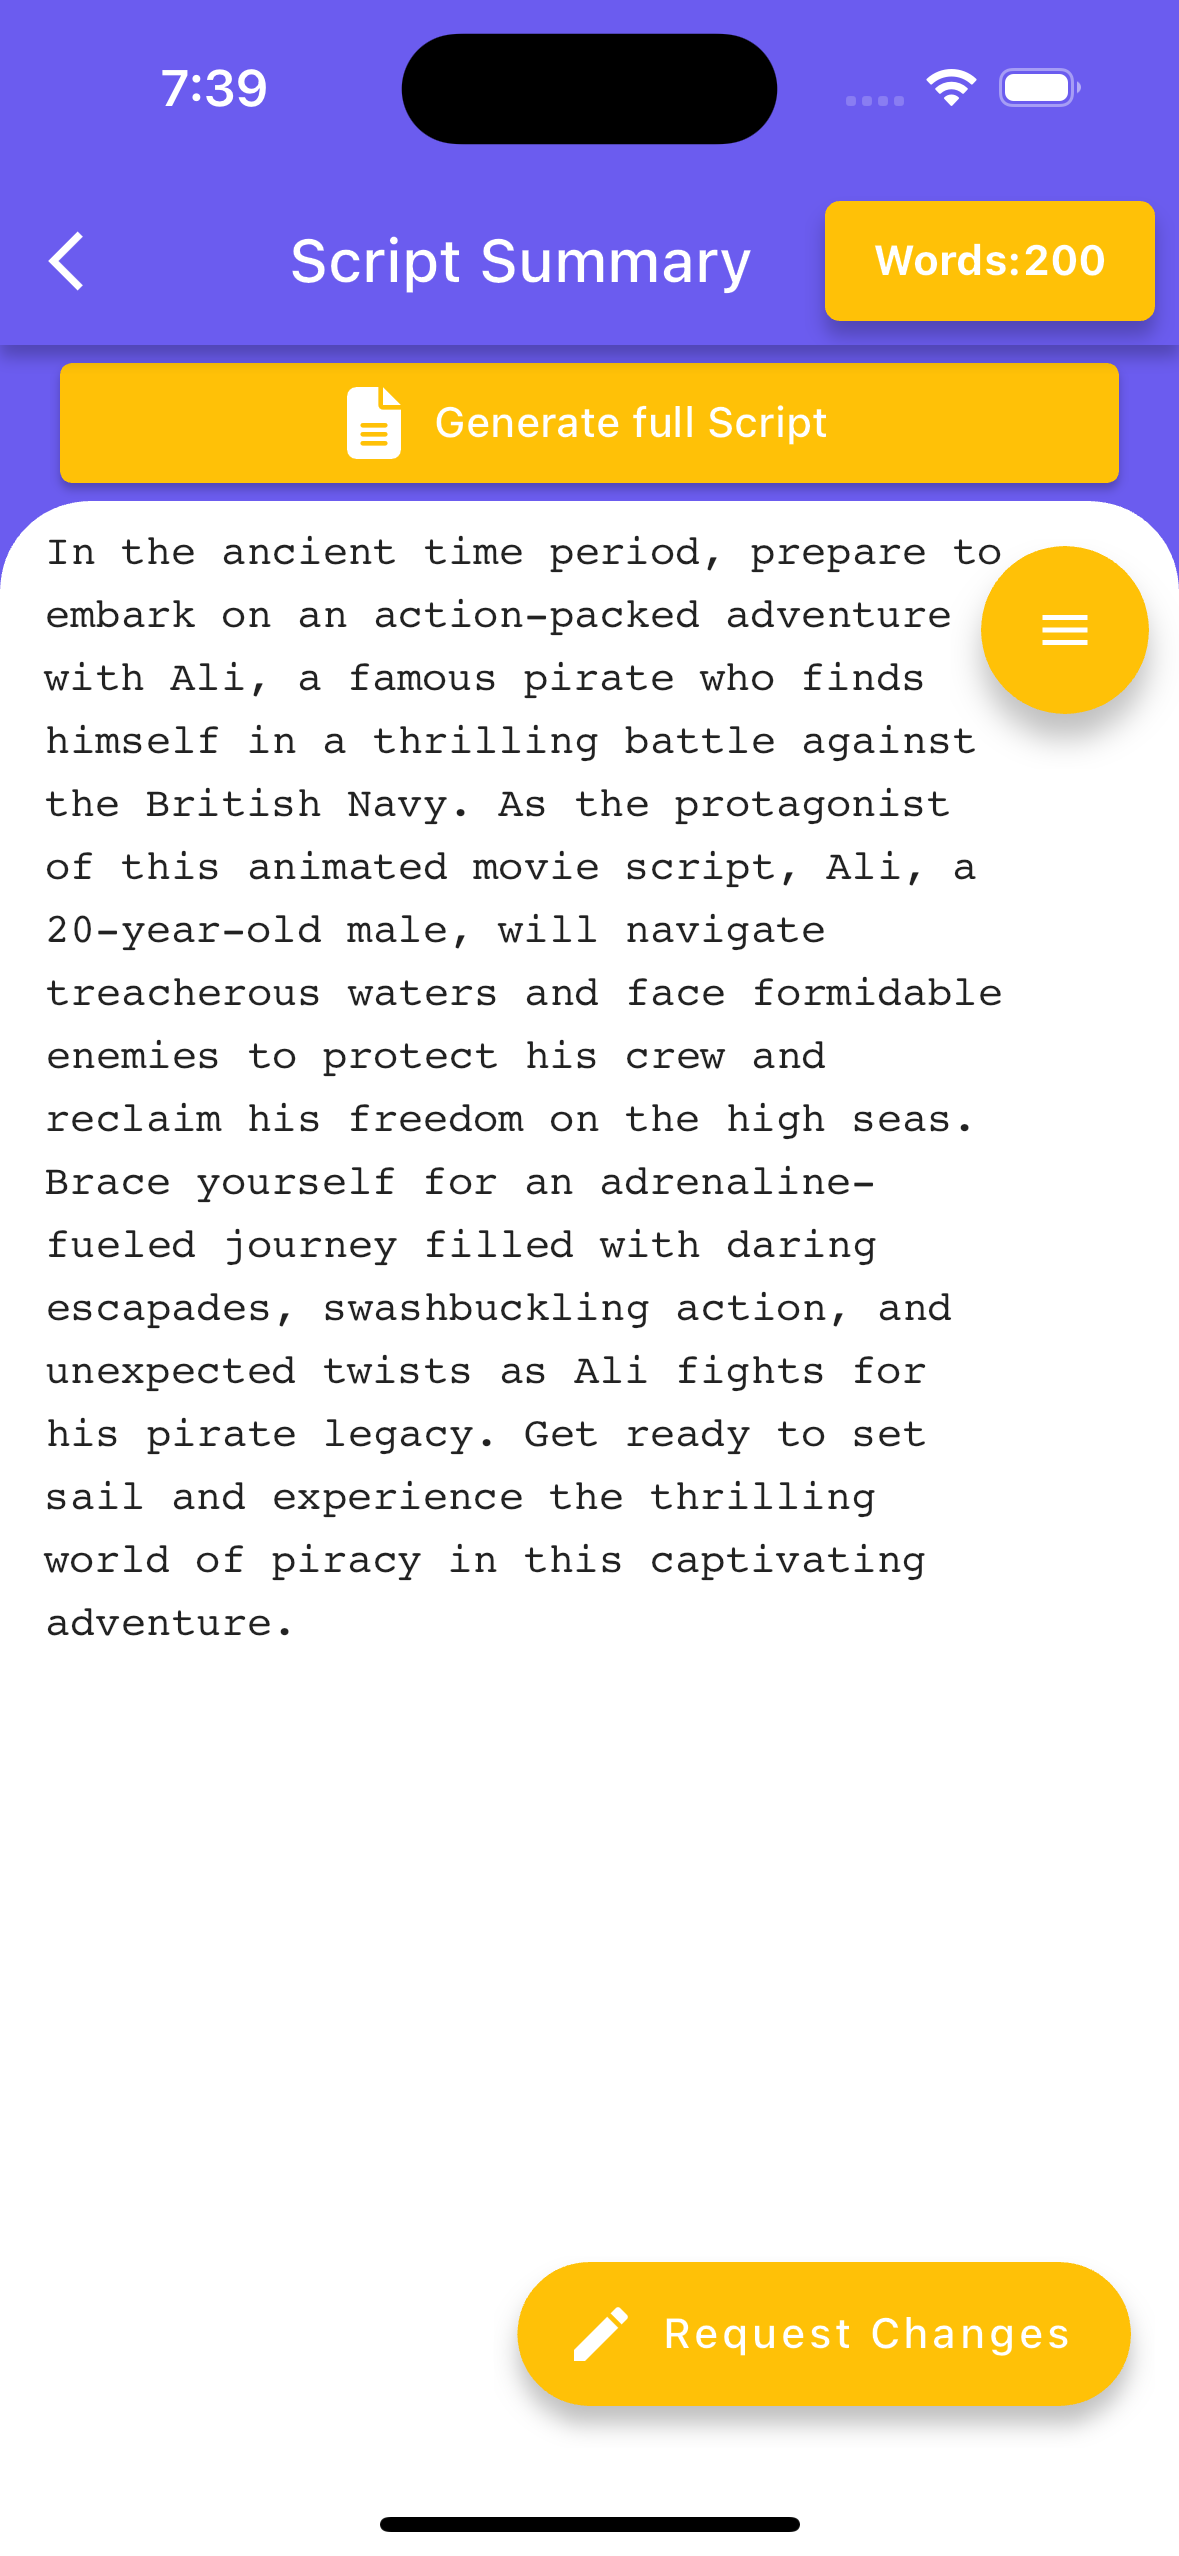 7:39
Script Summary
Words:200
Generate full Script
In the ancient time period, prepare to
embark on an action-packed adventure
with Ali, a famous pirate who finds
himself in a thrilling battle against
the British Navy. As the protagonist
of this animated movie script, Ali, a
20-year-old male, will navigate
treacherous waters and face formidable
enemies to protect his crew and
reclaim his freedom on the high seas.
Brace yourself for an adrenaline-
fueled journey filled with daring
escapades, swashbuckling action, and
unexpected twists as Ali fights for
his pirate legacy. Get ready to set
sail and experience the thrilling
world of piracy in this captivating
adventure.
Request Changes